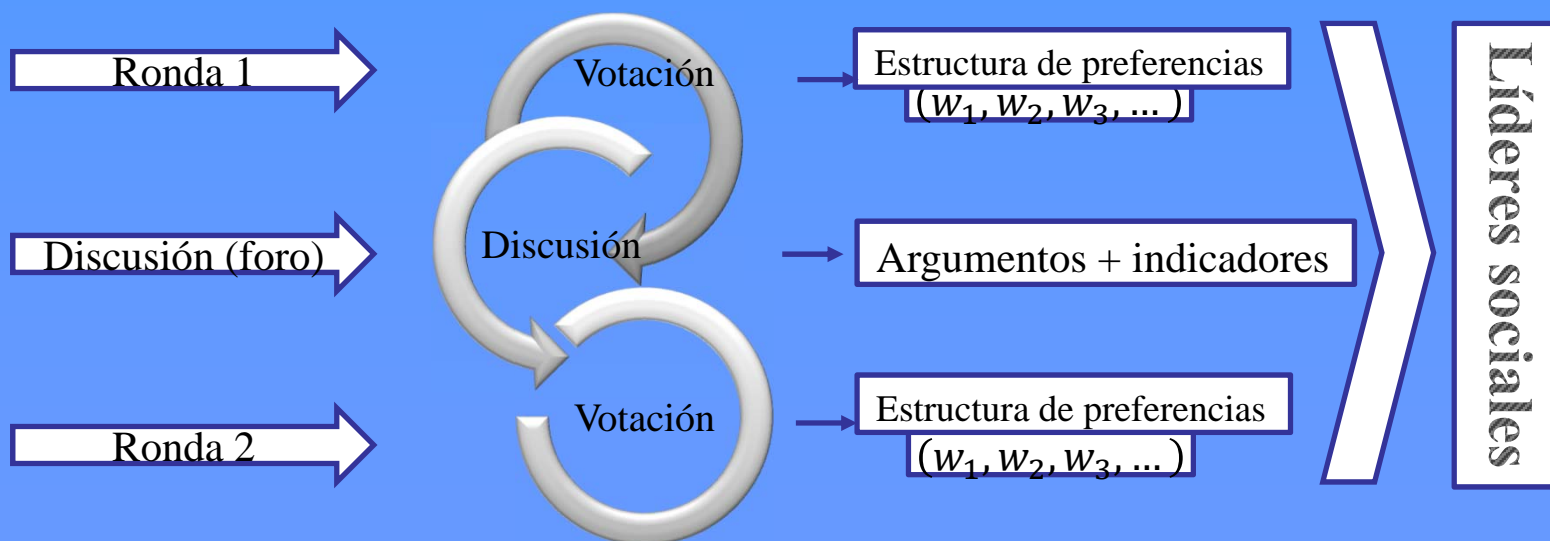 Ronda 1
Votación
Estructura de preferencias
(w₁, w₂, w₃, … )
Discusión (foro)
Discusión
Argumentos + indicadores
Ronda 2
Votación
Estructura de preferencias
(w₁, w₂, w₃, … )
Líderes sociales